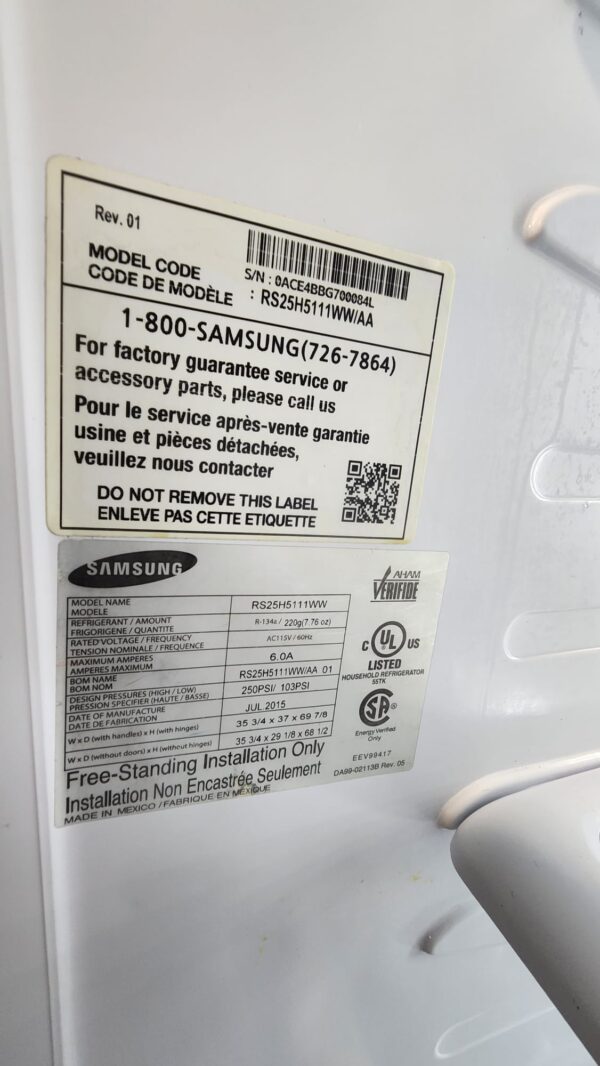 Rev. 01
S/N : 0ACE4BBG700084L
MODEL CODE
CODE DE MODÈLE : RS25H5111WW/AA
1-800-SAMSUNG(726-7864)
For factory guarantee service or
accessory parts, please call us
Pour le service après-vente garantie
usine et pièces détachées,
veuillez nous contacter
DO NOT REMOVE THIS LABEL
ENLEVE PAS CETTE ETIQUETTE
SAMSUNG
AHAM
VERIFIDE
MODEL NAME
MODELE
RS25H5111WW
REFRIGERANT / AMOUNT
FRIGORIGENE / QUANTITE
R-134a / 220g(7.76 oz)
RATED VOLTAGE / FREQUENCY
TENSION NOMINALE / FREQUENCE
AC115V / 60Hz
MAXIMUM AMPERES
AMPERES MAXIMUM
6.0A
BOM NAME
BOM NOM
RS25H5111WW/AA 01
DESIGN PRESSURES (HIGH / LOW)
PRESSION SPECIFIER (HAUTE / BASSE)
250PSI/ 103PSI
DATE OF MANUFACTURE
DATE DE FABRICATION
JUL.2015
W x D (with handles) x H (with hinges)
35 3/4 x 37 x 69 7/8
W x D (without doors) x H (without hinges)
35 3/4 x 29 1/8 x 68 1/2
C UL US
LISTED
HOUSEHOLD REFRIGERATOR
55TK
SA ®
Energy Verified
Only
EEV99417
DA99-02113B Rev. 05
Free-Standing Installation Only
Installation Non Encastrée Seulement
MADE IN MEXICO / FABRIQUE EN MEXIQUE